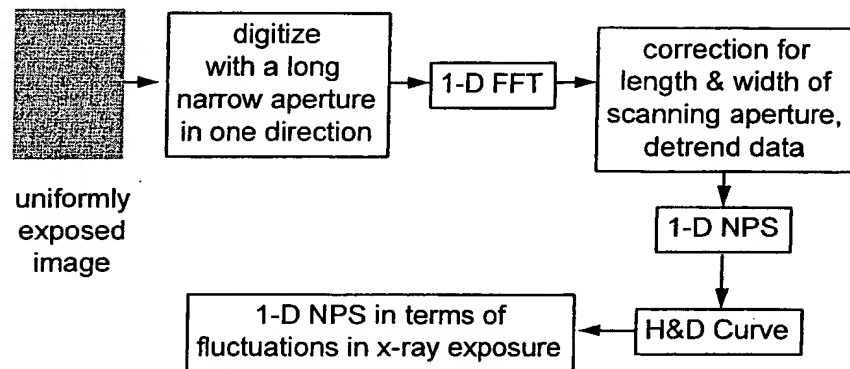 uniformly
exposed
image
digitize
with a long
narrow aperture
in one direction
1-D FFT
correction for
length & width of
scanning aperture,
detrend data
1-D NPS
H&D Curve
1-D NPS in terms of
fluctuations in x-ray exposure